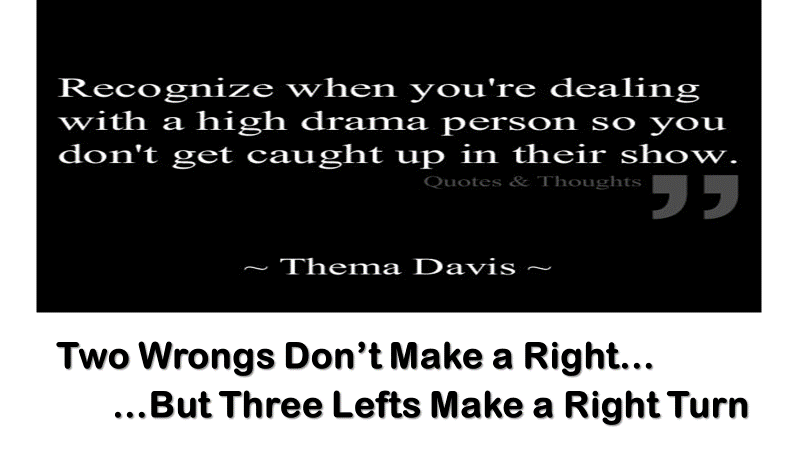 Recognize when you're dealing
with a high drama person so you
don't get caught up in their show.
Quotes & Thoughts ”
~ Thema Davis ~
Two Wrongs Don’t Make a Right…
…But Three Lefts Make a Right Turn